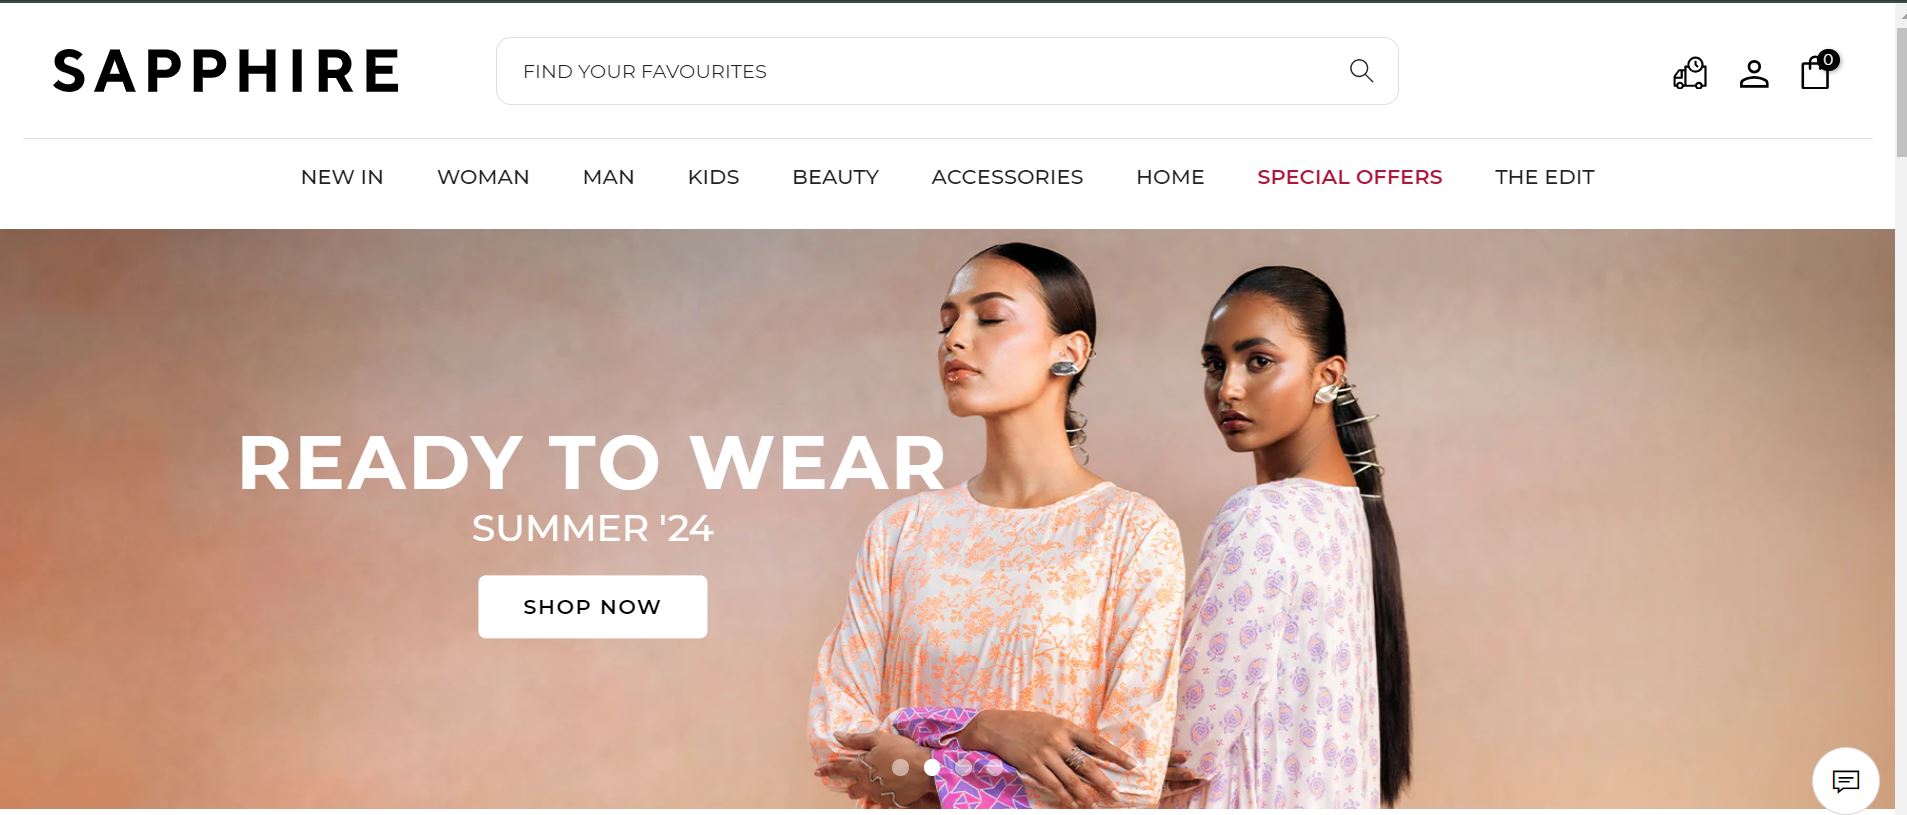 SAPPHIRE
FIND YOUR FAVOURITES
0
NEW IN WOMAN MAN KIDS BEAUTY ACCESSORIES HOME SPECIAL OFFERS THE EDIT
READY TO WEAR
SUMMER '24
SHOP NOW